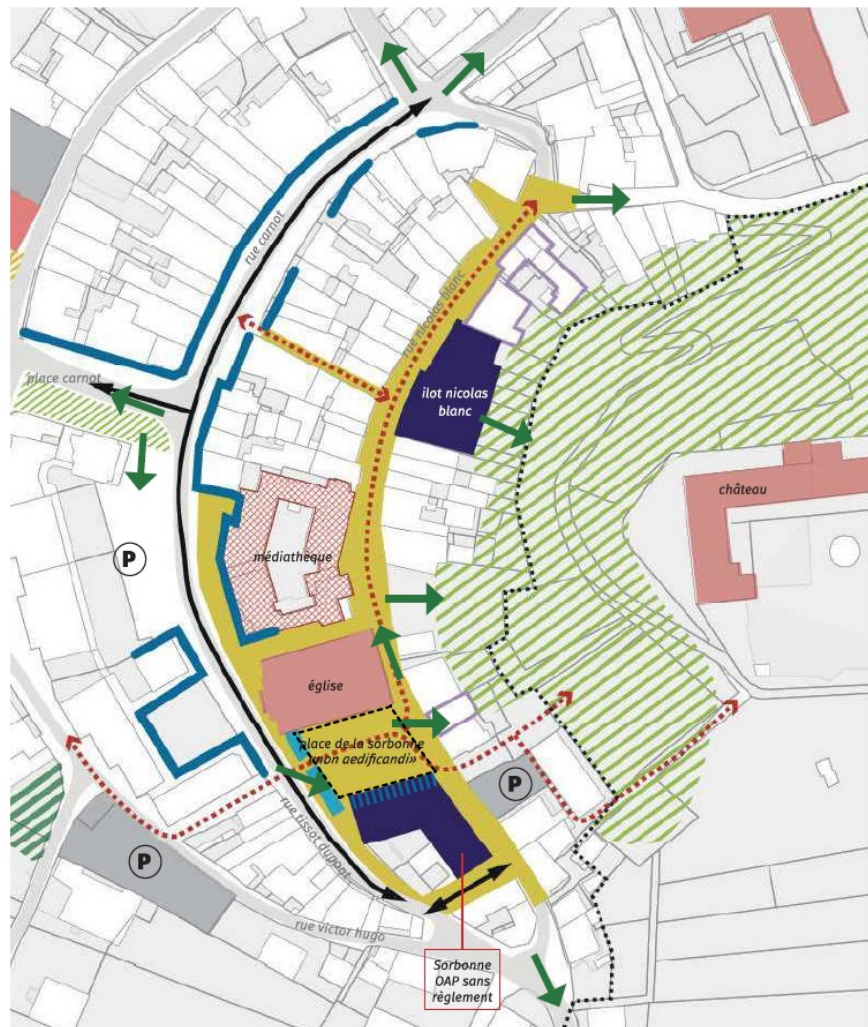 rue carnot
place carnot
rue nicolas blanc
îlot nicolas
blanc
château
P
médiathèque
église
place de la sorbonne
«non aedificandi»
P
P
rue tissot dupont
rue victor hugo
Sorbonne
OAP sans
règlement